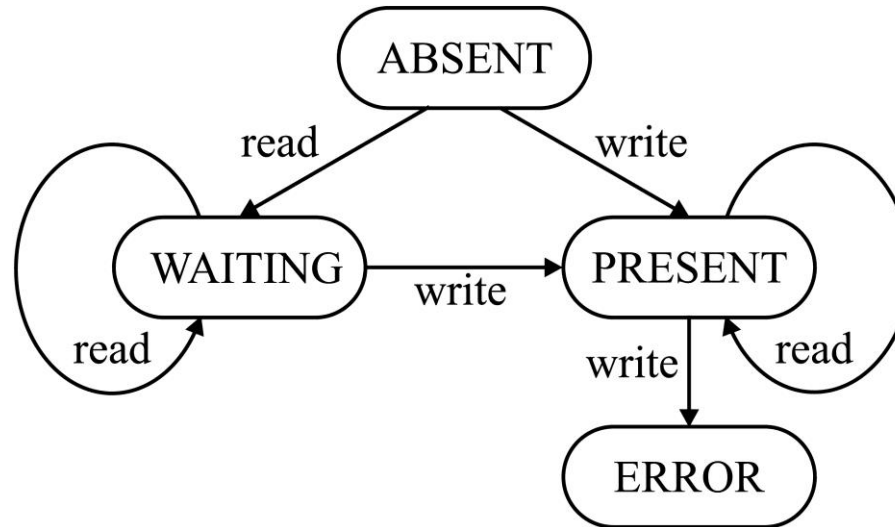 ABSENT
read
write
WAITING
write
PRESENT
read
write
read
ERROR